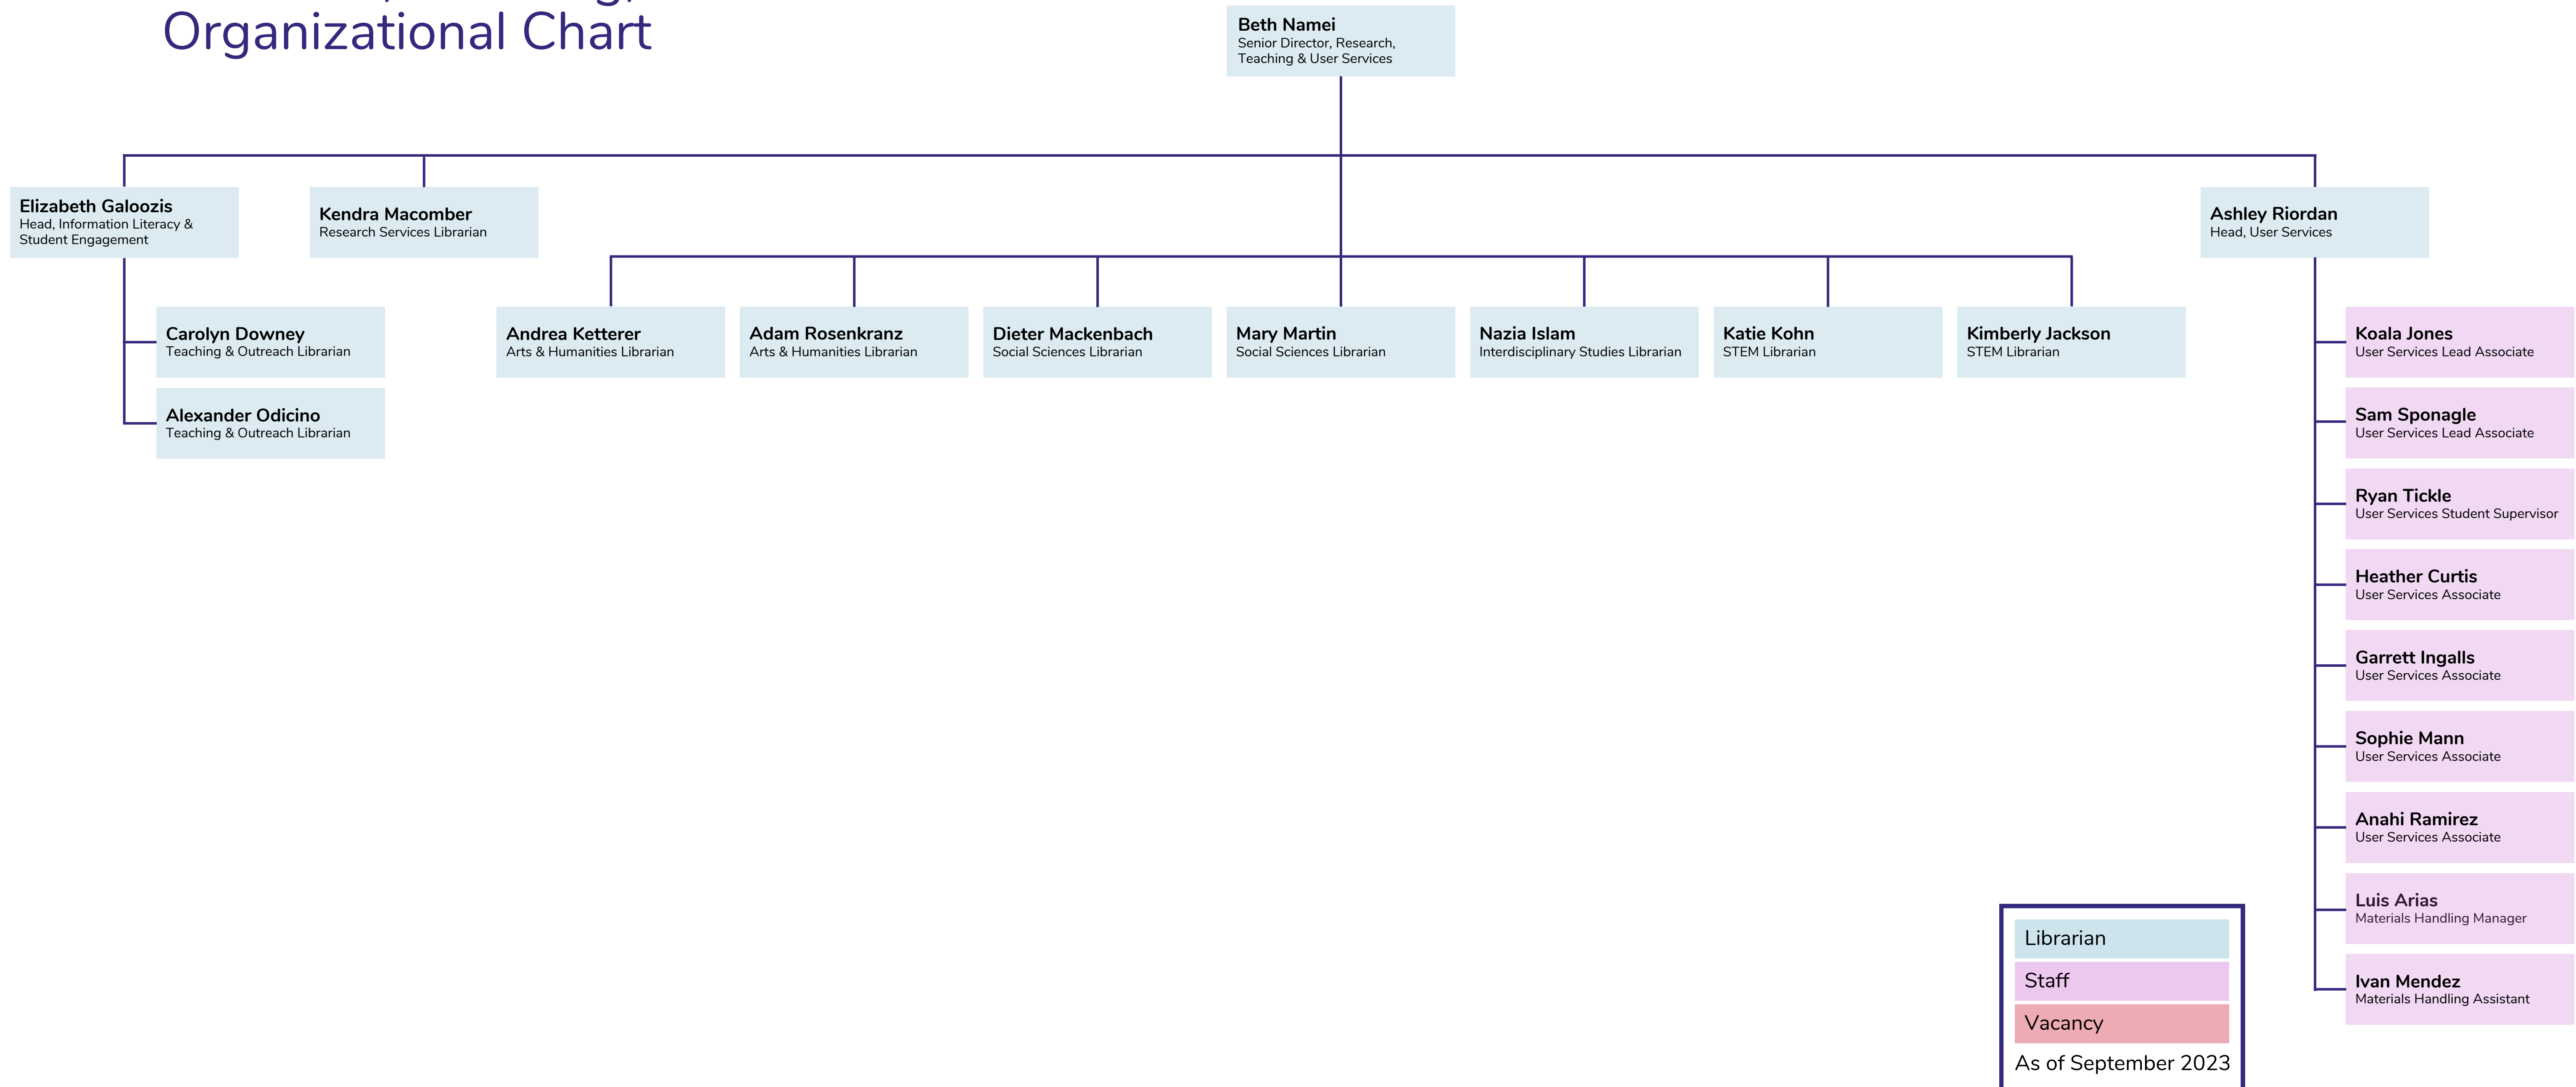 Organizational Chart
Beth Namei
Senior Director, Research,
Teaching & User Services
Elizabeth Galoozis
Head, Information Literacy &
Student Engagement
Kendra Macomber
Research Services Librarian
Ashley Riordan
Head, User Services
Carolyn Downey
Teaching & Outreach Librarian
Alexander Odicino
Teaching & Outreach Librarian
Andrea Ketterer
Arts & Humanities Librarian
Adam Rosenkranz
Arts & Humanities Librarian
Dieter Mackenbach
Social Sciences Librarian
Mary Martin
Social Sciences Librarian
Nazia Islam
Interdisciplinary Studies Librarian
Katie Kohn
STEM Librarian
Kimberly Jackson
STEM Librarian
Koala Jones
User Services Lead Associate
Sam Sponagle
User Services Lead Associate
Ryan Tickle
User Services Student Supervisor
Heather Curtis
User Services Associate
Garrett Ingalls
User Services Associate
Sophie Mann
User Services Associate
Anahi Ramirez
User Services Associate
Luis Arias
Materials Handling Manager
Ivan Mendez
Materials Handling Assistant
Librarian
Staff
Vacancy
As of September 2023